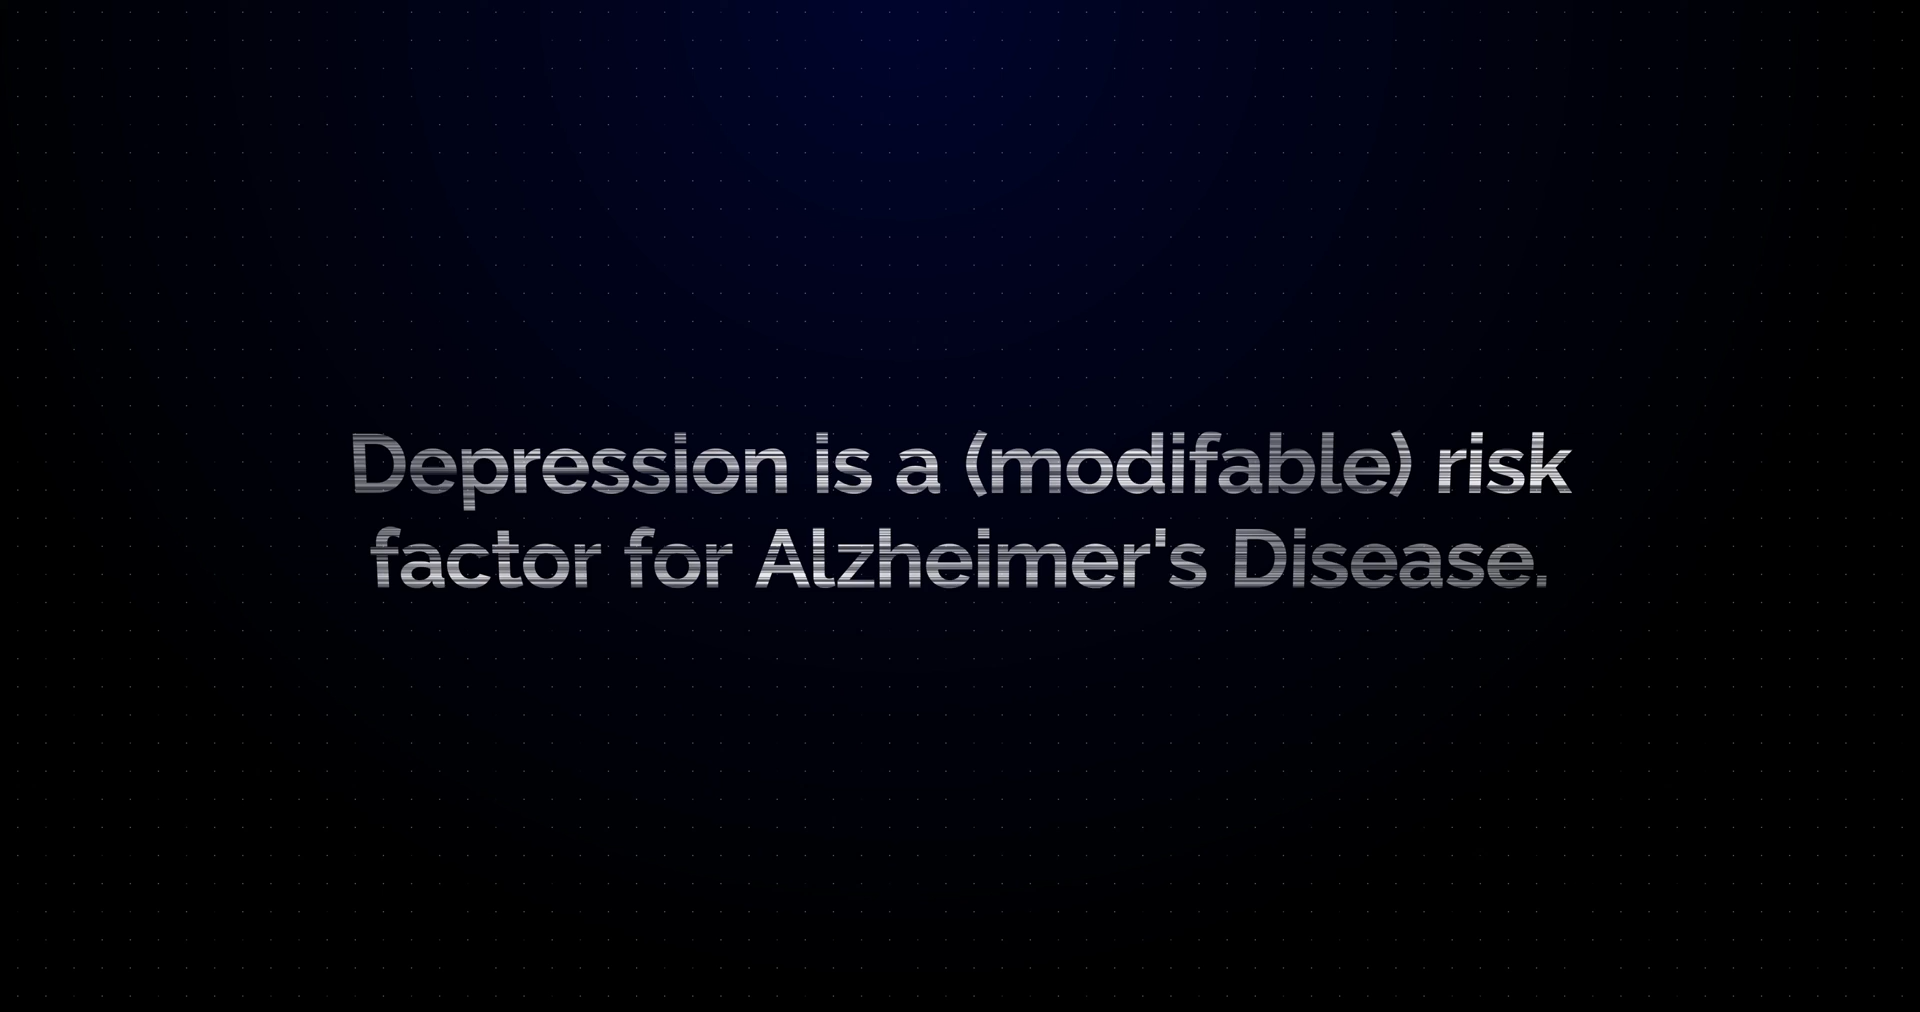 Depression is a (modifable) risk
factor for Alzheimer's Disease.